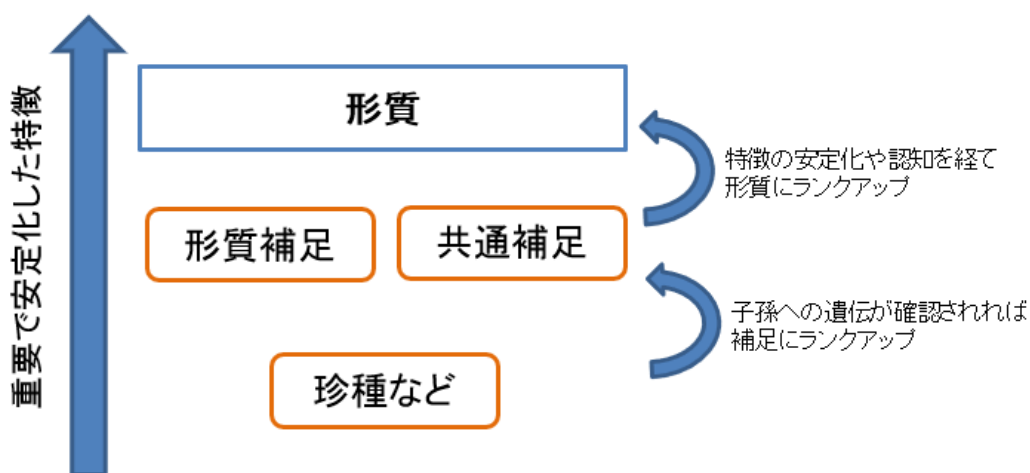 重要で安定化した特徴
形質
特徴の安定化や認知を経て
形質にランクアップ
形質補足
共通補足
子孫への遺伝が確認されれば
補足にランクアップ
珍種など